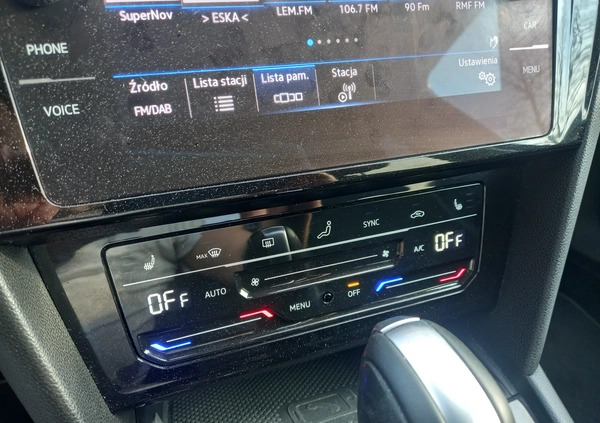 SuperNov > ESKA < LEM.FM 106.7 FM 90 Fm RMF FM
PHONE CAR
VOICE MENU
Źródło Lista stacji Lista pam. Stacja Ustawienia
FM/DAB
MAX SYNC
OFF AUTO A/C OFF
MENU OFF